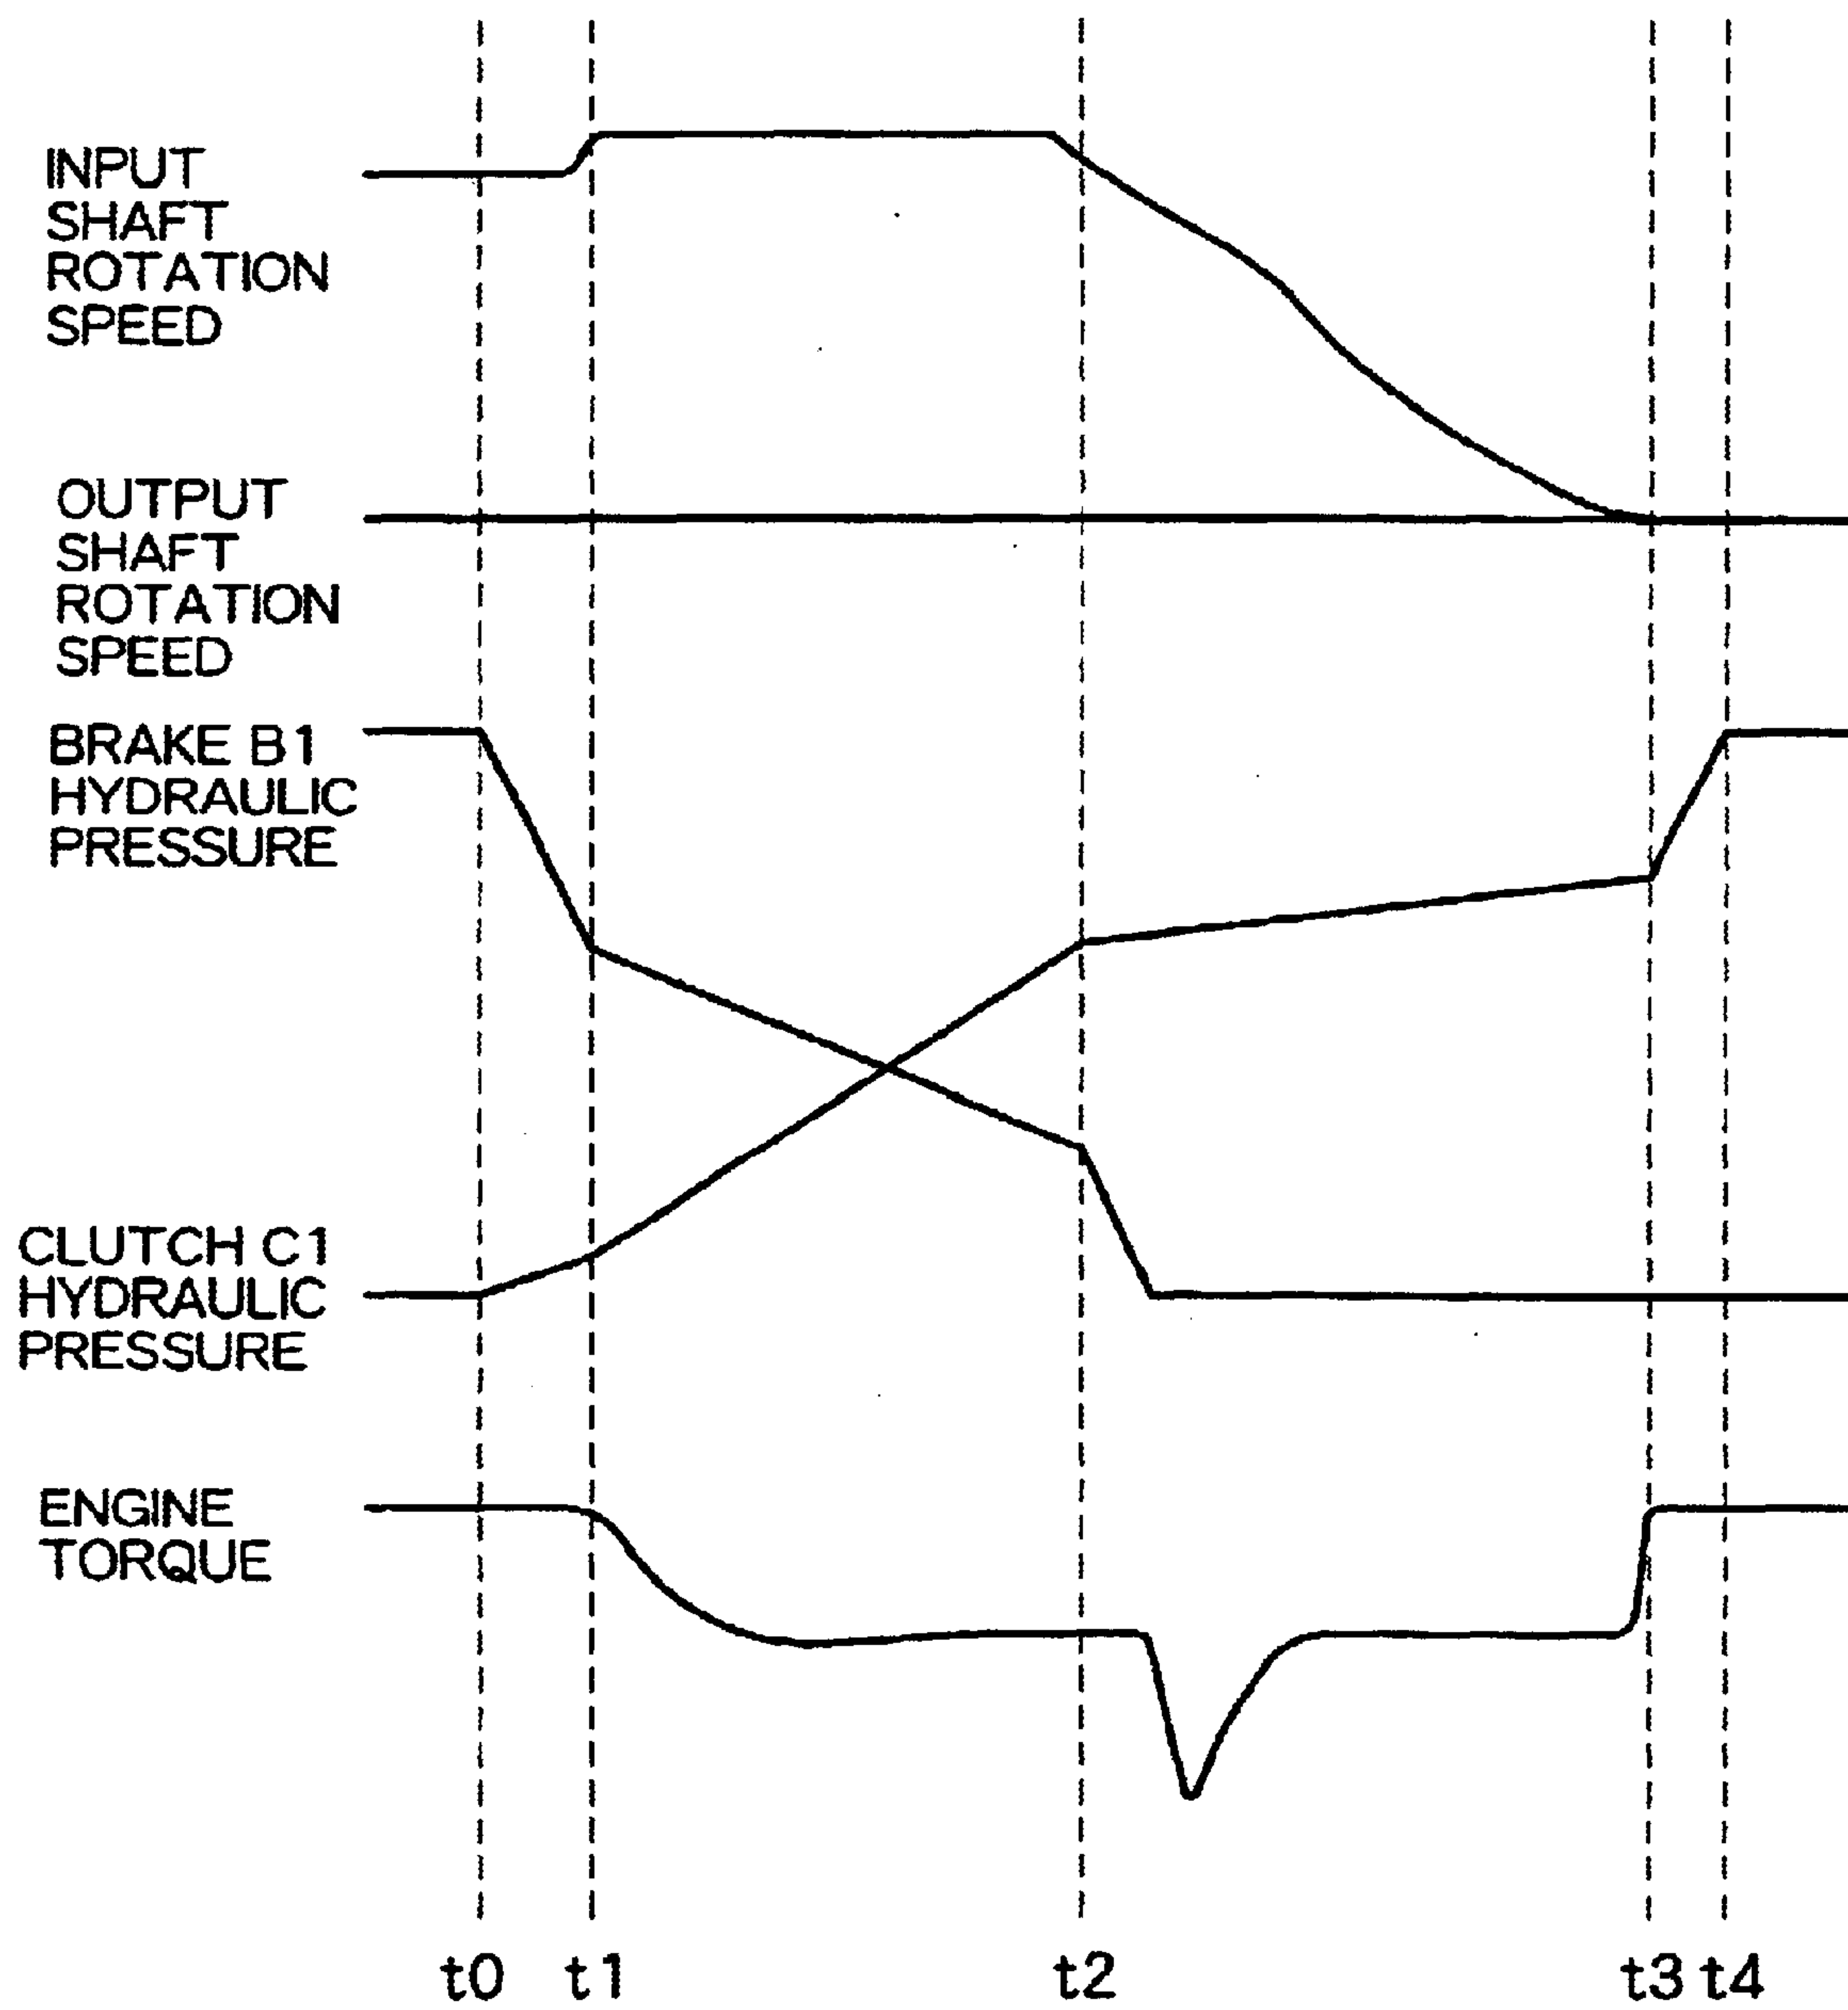 INPUT
SHAFT
ROTATION
SPEED
OUTPUT
SHAFT
ROTATION
SPEED
BRAKE B1
HYDRAULIC
PRESSURE
CLUTCH C1
HYDRAULIC
PRESSURE
ENGINE
TORQUE
t0 t1 t2 t3 t4